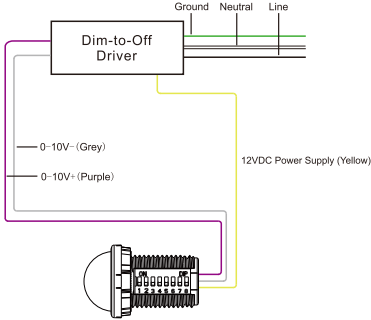 Ground Neutral Line
Dim-to-Off
Driver
0-10V-(Grey)
12VDC Power Supply (Yellow)
0-10V+(Purple)
ON DIP
1 2 3 4 5 6 7 8